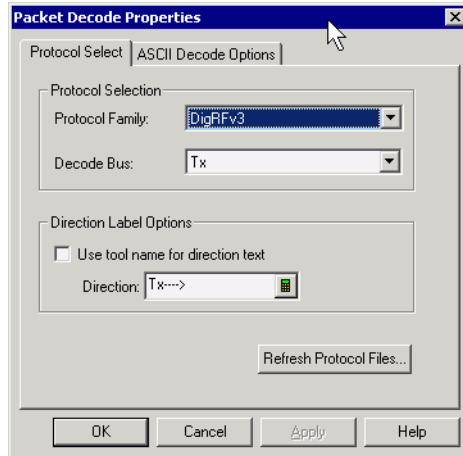 Packet Decode Properties
Protocol Select
ASCII Decode Options
Protocol Selection
Protocol Family: DigRFv3
Decode Bus: Tx
Direction Label Options
Use tool name for direction text
Direction: Tx---->
Refresh Protocol Files...
OK Cancel Apply Help